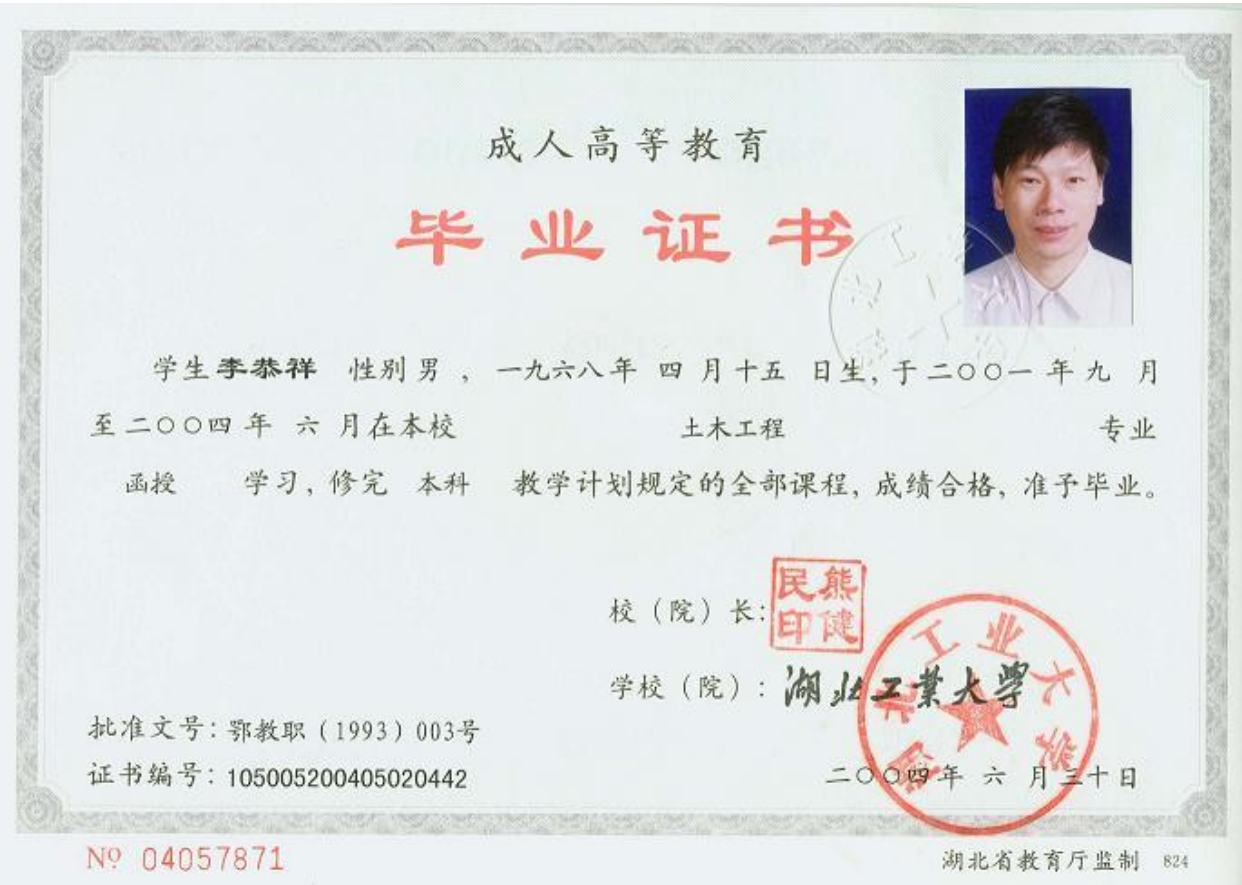 成人高等教育
毕业证书
学生李恭祥 性别男，一九六八年 四 月十五 日生，于二〇〇一 年 九 月
至二〇〇四 年 六 月在本校 土木工程 专业
函授 学习，修完 本科 教学计划规定的全部课程，成绩合格，准予毕业。
校（院）长：
熊健民印
学校（院）：湖北工業大學
湖北工业大学
批准文号：鄂教职（1993）003号
证书编号：105005200405020442
二〇〇四年 六 月三十日
№ 04057871
湖北省教育厅监制 824